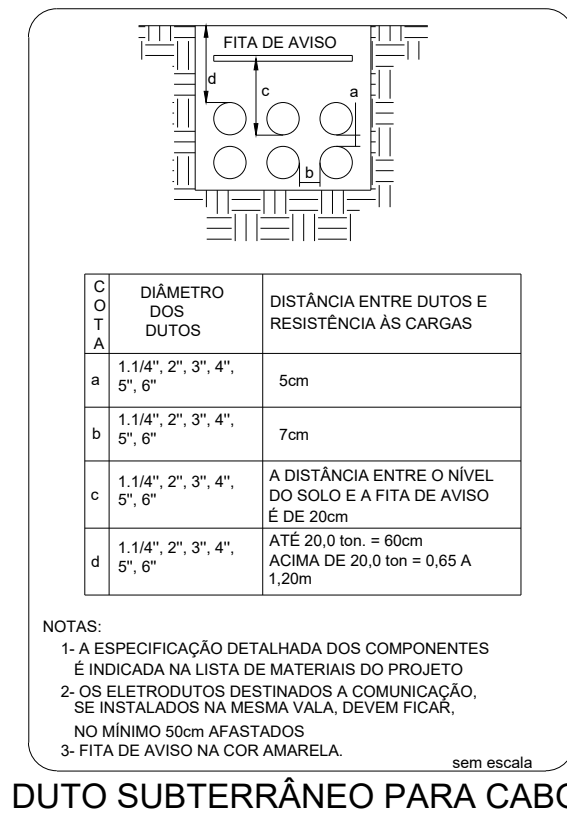 FITA DE AVISO
d
c
a
b
COTA
DIÂMETRO
DOS
DUTOS
DISTÂNCIA ENTRE DUTOS E
RESISTÊNCIA ÀS CARGAS
a
1.1/4", 2", 3", 4",
5", 6"
5cm
b
1.1/4", 2", 3", 4",
5", 6"
7cm
c
1.1/4", 2", 3", 4",
5", 6"
A DISTÂNCIA ENTRE O NÍVEL
DO SOLO E A FITA DE AVISO
É DE 20cm
d
1.1/4", 2", 3", 4",
5", 6"
ATÉ 20,0 ton. = 60cm
ACIMA DE 20,0 ton = 0,65 A
1,20m
NOTAS:
1- A ESPECIFICAÇÃO DETALHADA DOS COMPONENTES
É INDICADA NA LISTA DE MATERIAIS DO PROJETO
2- OS ELETRODUTOS DESTINADOS A COMUNICAÇÃO,
SE INSTALADOS NA MESMA VALA, DEVEM FICAR,
NO MÍNIMO 50cm AFASTADOS
3- FITA DE AVISO NA COR AMARELA.
sem escala
DUTO SUBTERRÂNEO PARA CABO